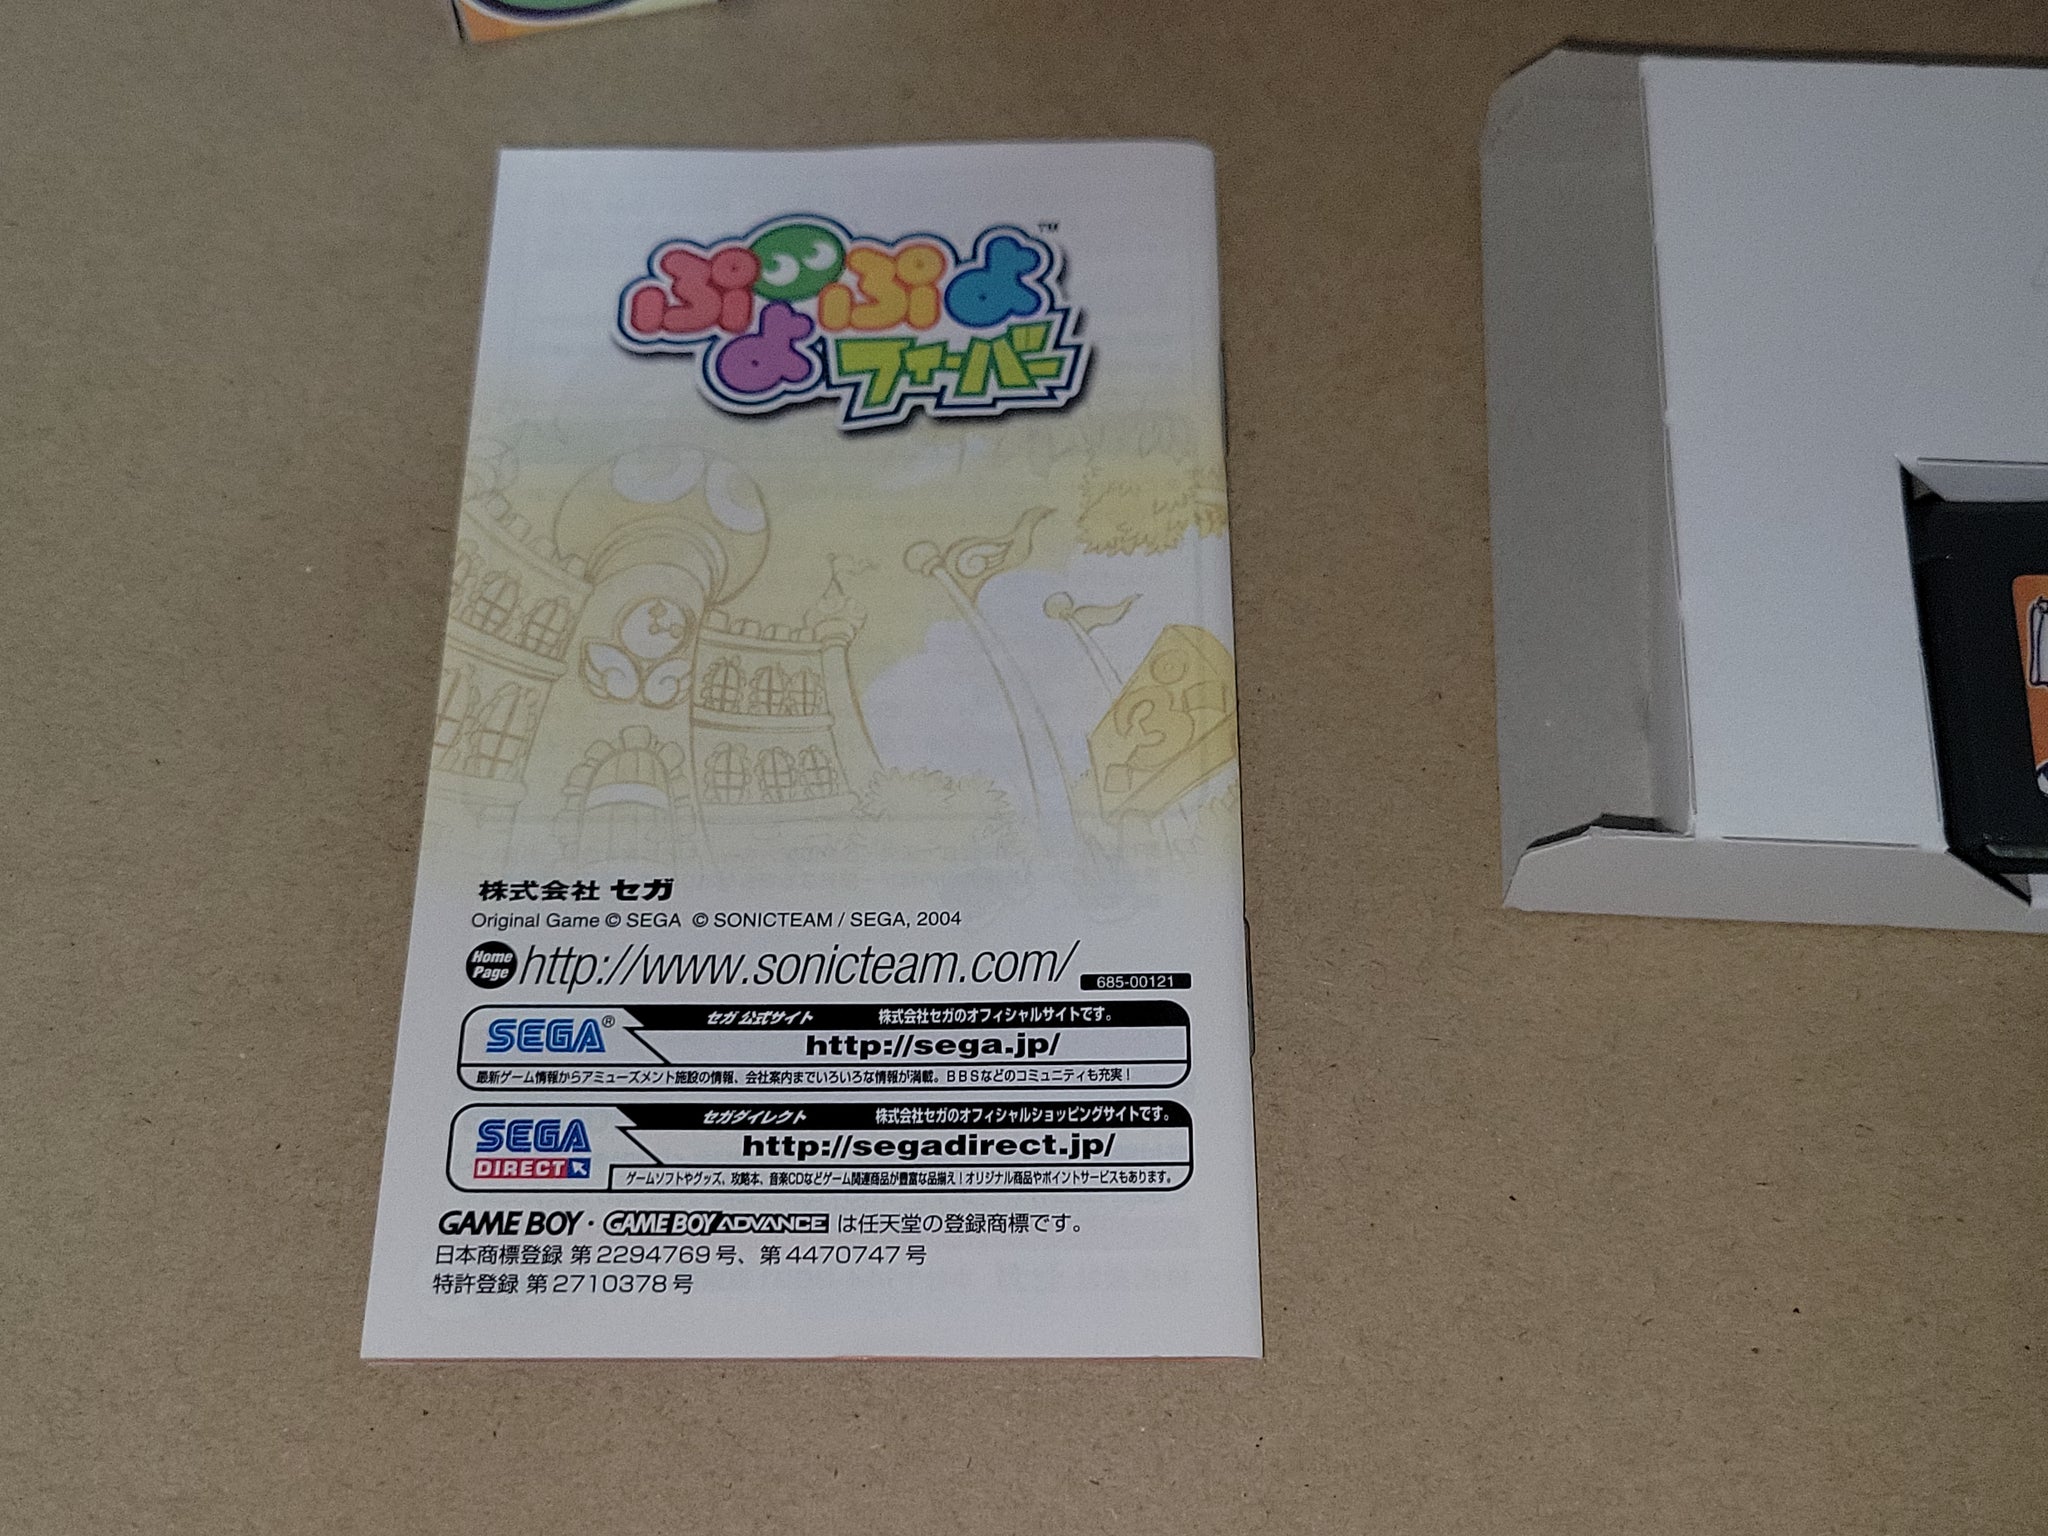 ぷよぷよ™
フィーバー
株式会社 セガ
Original Game © SEGA © SONICTEAM / SEGA, 2004
Home Page http://www.sonicteam.com/
685-00121
SEGA®
セガ 公式サイト 株式会社セガのオフィシャルサイトです。
http://sega.jp/
最新ゲーム情報からアミューズメント施設の情報、会社案内までいろいろな情報が満載。BBSなどのコミュニティも充実！
SEGA DIRECT
セガダイレクト 株式会社セガのオフィシャルショッピングサイトです。
http://segadirect.jp/
ゲームソフトやグッズ、攻略本、音楽CDなどゲーム関連商品が豊富な品揃え！オリジナル商品やポイントサービスもあります。
GAME BOY・GAME BOY ADVANCE は任天堂の登録商標です。
日本商標登録 第2294769号、第4470747号
特許登録 第2710378号